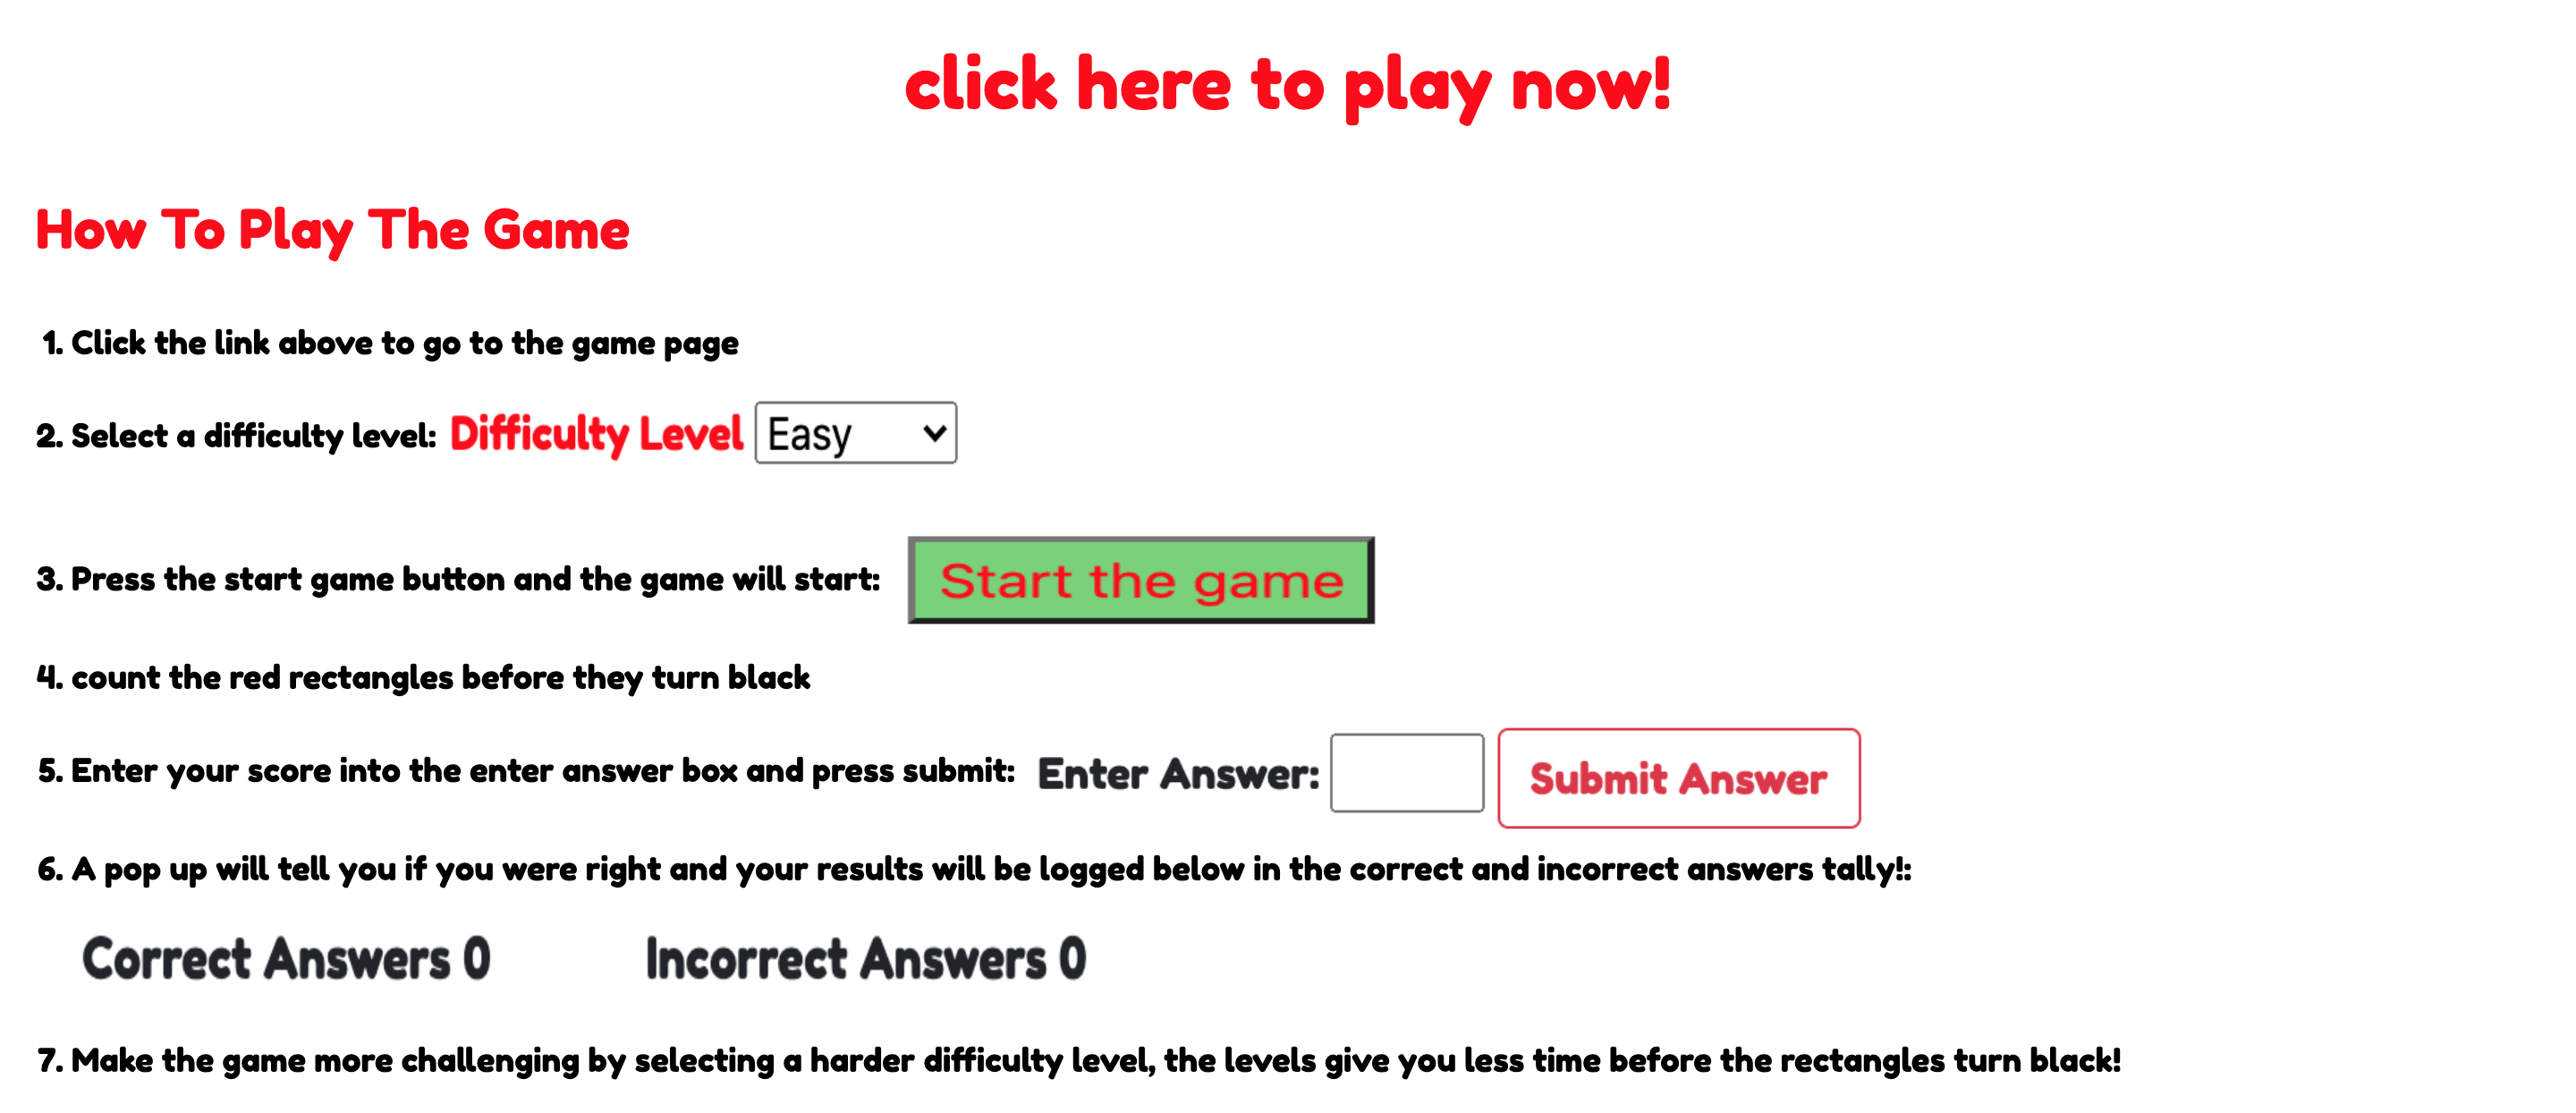 click here to play now!
How To Play The Game
1. Click the link above to go to the game page
2. Select a difficulty level: Difficulty Level Easy
3. Press the start game button and the game will start: Start the game
4. count the red rectangles before they turn black
5. Enter your score into the enter answer box and press submit: Enter Answer: Submit Answer
6. A pop up will tell you if you were right and your results will be logged below in the correct and incorrect answers tally!:
Correct Answers 0 Incorrect Answers 0
7. Make the game more challenging by selecting a harder difficulty level, the levels give you less time before the rectangles turn black!